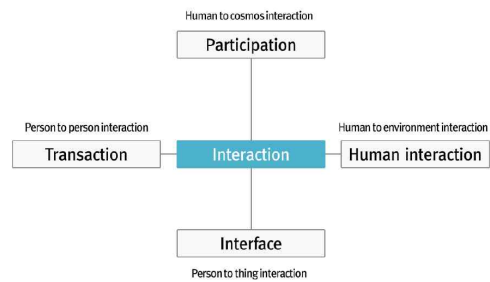 Human to cosmos interaction
Participation
Person to person interaction
Human to environment interaction
Transaction
Interaction
Human interaction
Interface
Person to thing interaction